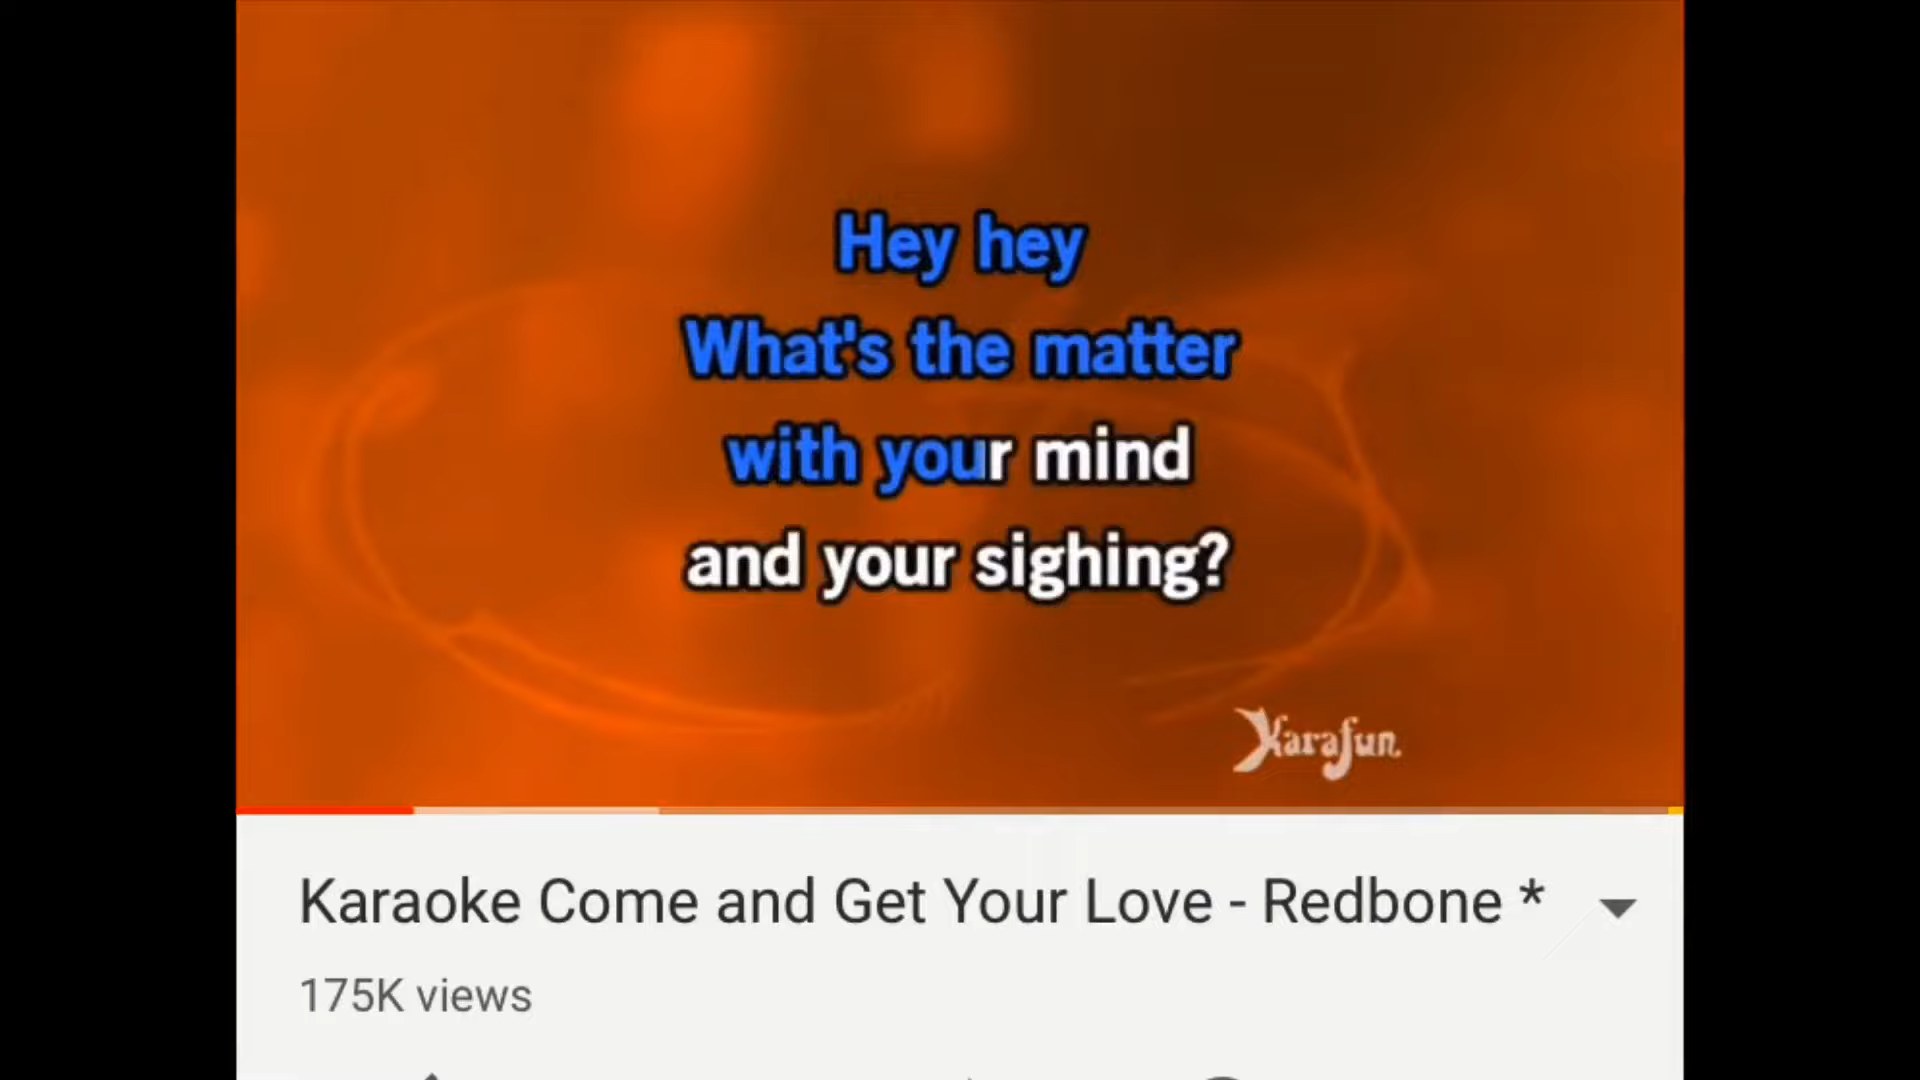 Hey hey
What's the matter
with your mind
and your sighing?
Karafun
Karaoke Come and Get Your Love - Redbone *
175K views